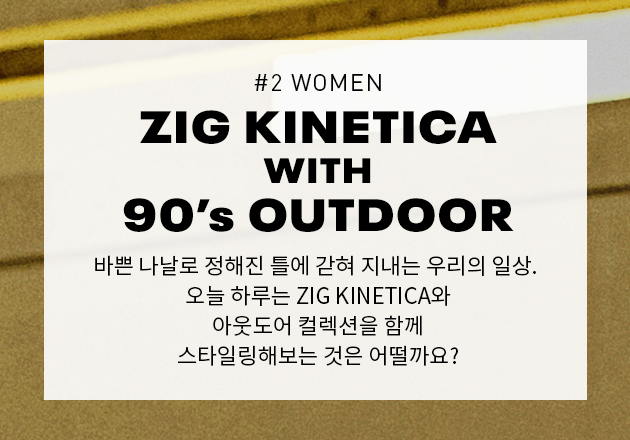 #2 WOMEN
ZIG KINETICA
WITH
90’s OUTDOOR
바쁜 나날로 정해진 틀에 갇혀 지내는 우리의 일상.
오늘 하루는 ZIG KINETICA와
아웃도어 컬렉션을 함께
스타일링해보는 것은 어떨까요?